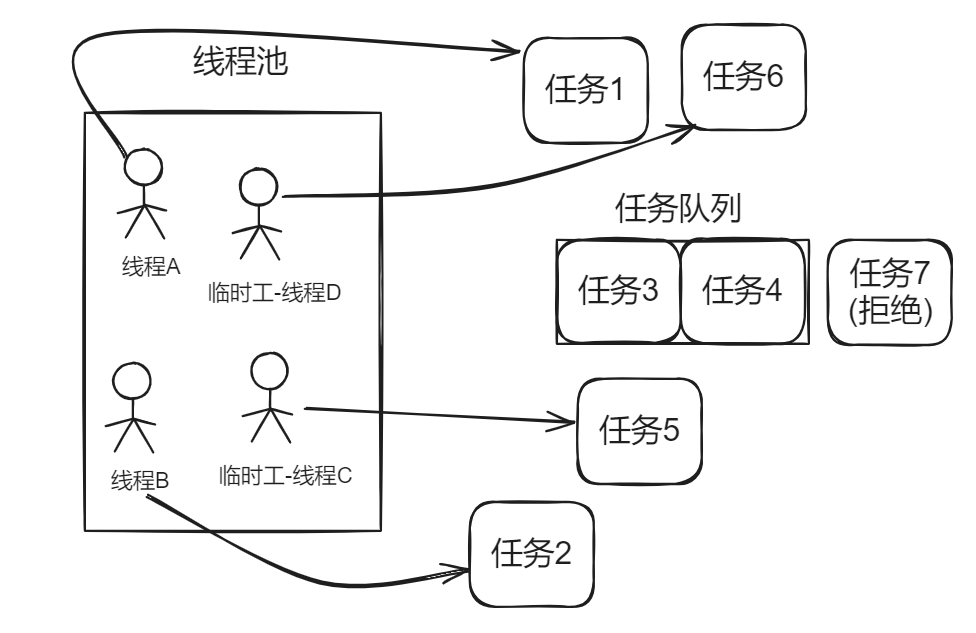 线程池
任务1
任务6
线程A
临时工-线程D
任务队列
任务3
任务4
任务7
(拒绝)
线程B
临时工-线程C
任务5
任务2